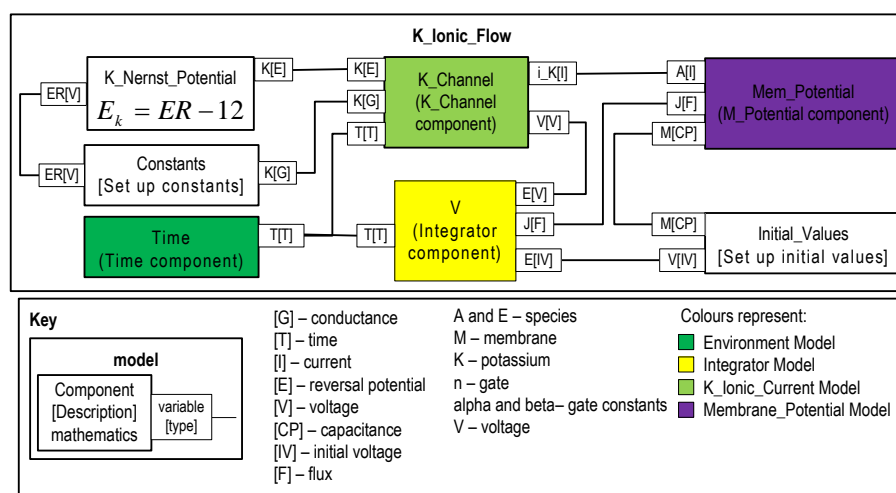 K_Ionic_Flow
K_Nernst_Potential
E_k = ER − 12
ER[V]
K[E]
Constants
[Set up constants]
ER[V]
K[G]
Time
(Time component)
T[T]
K[E]
K[G]
T[T]
K_Channel
(K_Channel
component)
i_K[I]
V[V]
T[T]
V
(Integrator
component)
E[V]
J[F]
E[IV]
A[I]
J[F]
M[CP]
Mem_Potential
(M_Potential component)
M[CP]
V[IV]
Initial_Values
[Set up initial values]
Key
model
Component
[Description]
mathematics
variable
[type]
[G] – conductance
[T] – time
[I] – current
[E] – reversal potential
[V] – voltage
[CP] – capacitance
[IV] – initial voltage
[F] – flux
A and E – species
M – membrane
K – potassium
n – gate
alpha and beta– gate constants
V – voltage
Colours represent:
Environment Model
Integrator Model
K_Ionic_Current Model
Membrane_Potential Model